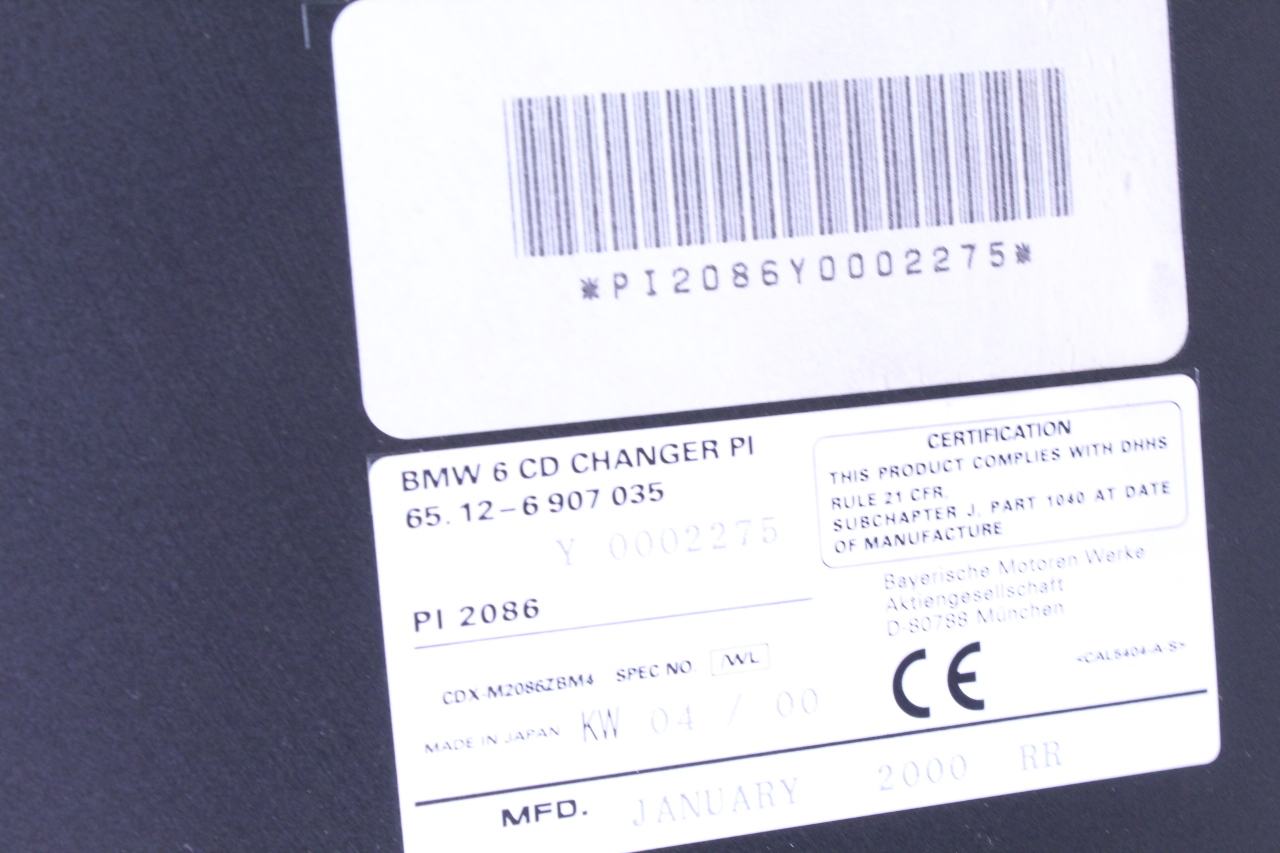 *PI2086Y0002275*
BMW 6 CD CHANGER PI
65. 12-6 907 035
Y 0002275
PI 2086
CDX-M2086ZBM4 SPEC NO. /WL
MADE IN JAPAN KW 04 / 00
CERTIFICATION
THIS PRODUCT COMPLIES WITH DHHS
RULE 21 CFR,
SUBCHAPTER J, PART 1040 AT DATE
OF MANUFACTURE
Bayerische Motoren Werke
Aktiengesellschaft
D-80788 München
CE
<CAL5404-A/S>
MFD. JANUARY 2000 RR